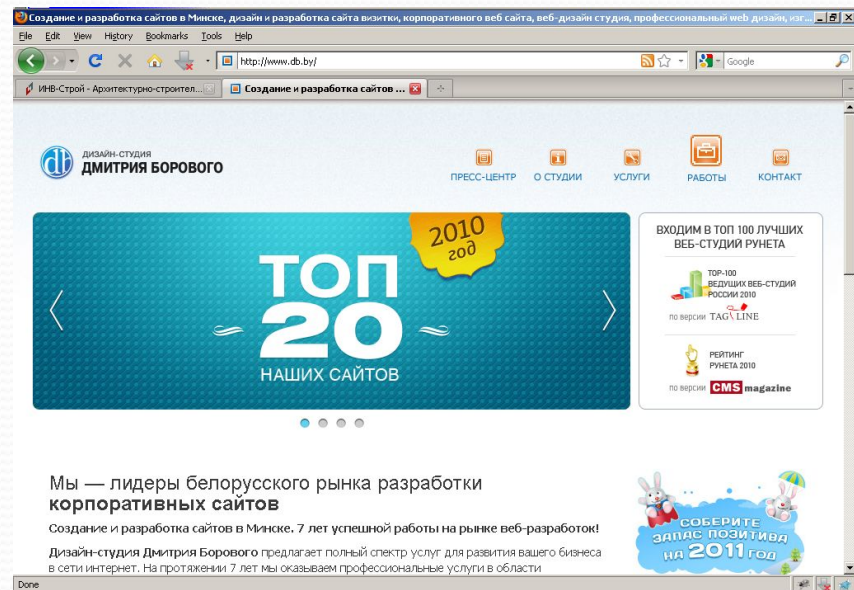 Создание и разработка сайтов в Минске, дизайн и разработка сайта визитки, корпоративного веб сайта, веб-дизайн студия, профессиональный web дизайн, изг...
File Edit View History Bookmarks Tools Help
http://www.db.by/
Google
ИНВ-Строй - Архитектурно-строител...
Создание и разработка сайтов ...
db
ДИЗАЙН-СТУДИЯ
ДМИТРИЯ БОРОВОГО
ПРЕСС-ЦЕНТР О СТУДИИ УСЛУГИ РАБОТЫ КОНТАКТ
2010
год
ТОП
20
НАШИХ САЙТОВ
ВХОДИМ В ТОП 100 ЛУЧШИХ
ВЕБ-СТУДИЙ РУНЕТА
TOP-100
ВЕДУЩИХ ВЕБ-СТУДИЙ
РОССИИ 2010
по версии TAGLINE
РЕЙТИНГ
РУНЕТА 2010
по версии CMS magazine
Мы — лидеры белорусского рынка разработки
корпоративных сайтов
Создание и разработка сайтов в Минске. 7 лет успешной работы на рынке веб-разработок!
Дизайн-студия Дмитрия Борового предлагает полный спектр услуг для развития вашего бизнеса
в сети интернет. На протяжении 7 лет мы оказываем профессиональные услуги в области
СОБЕРИТЕ
ЗАПАС ПОЗИТИВА
НА 2011 ГОД
Done